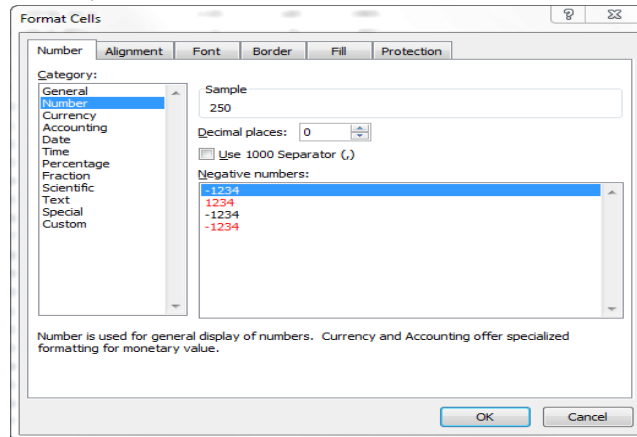 Format Cells
Number Alignment Font Border Fill Protection
Category:
General
Number
Currency
Accounting
Date
Time
Percentage
Fraction
Scientific
Text
Special
Custom
Sample
250
Decimal places: 0
Use 1000 Separator (,)
Negative numbers:
-1234
1234
-1234
-1234
Number is used for general display of numbers. Currency and Accounting offer specialized
formatting for monetary value.
OK Cancel